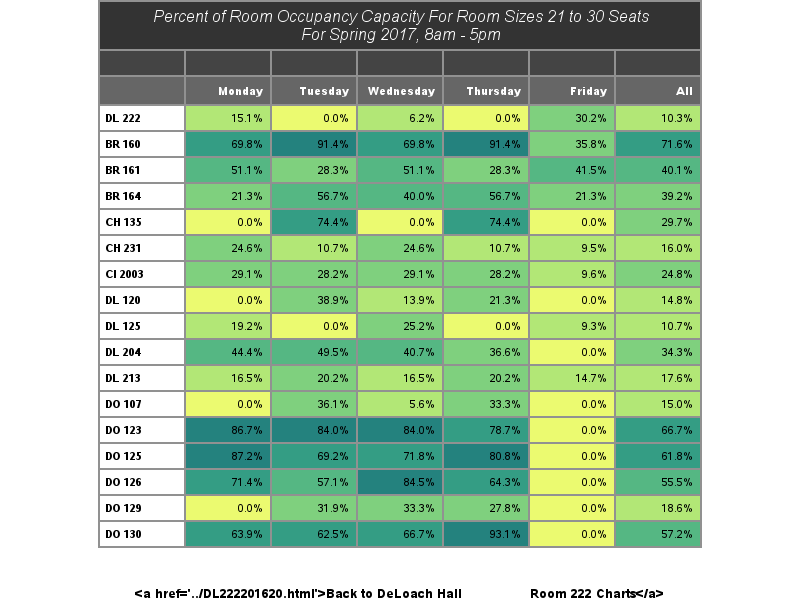 Percent of Room Occupancy Capacity For Room Sizes 21 to 30 Seats
For Spring 2017, 8am - 5pm
Monday Tuesday Wednesday Thursday Friday All
DL 222 15.1% 0.0% 6.2% 0.0% 30.2% 10.3%
BR 160 69.8% 91.4% 69.8% 91.4% 35.8% 71.6%
BR 161 51.1% 28.3% 51.1% 28.3% 41.5% 40.1%
BR 164 21.3% 56.7% 40.0% 56.7% 21.3% 39.2%
CH 135 0.0% 74.4% 0.0% 74.4% 0.0% 29.7%
CH 231 24.6% 10.7% 24.6% 10.7% 9.5% 16.0%
CI 2003 29.1% 28.2% 29.1% 28.2% 9.6% 24.8%
DL 120 0.0% 38.9% 13.9% 21.3% 0.0% 14.8%
DL 125 19.2% 0.0% 25.2% 0.0% 9.3% 10.7%
DL 204 44.4% 49.5% 40.7% 36.6% 0.0% 34.3%
DL 213 16.5% 20.2% 16.5% 20.2% 14.7% 17.6%
DO 107 0.0% 36.1% 5.6% 33.3% 0.0% 15.0%
DO 123 86.7% 84.0% 84.0% 78.7% 0.0% 66.7%
DO 125 87.2% 69.2% 71.8% 80.8% 0.0% 61.8%
DO 126 71.4% 57.1% 84.5% 64.3% 0.0% 55.5%
DO 129 0.0% 31.9% 33.3% 27.8% 0.0% 18.6%
DO 130 63.9% 62.5% 66.7% 93.1% 0.0% 57.2%
<a href='../DL222201620.html'>Back to DeLoach Hall Room 222 Charts</a>